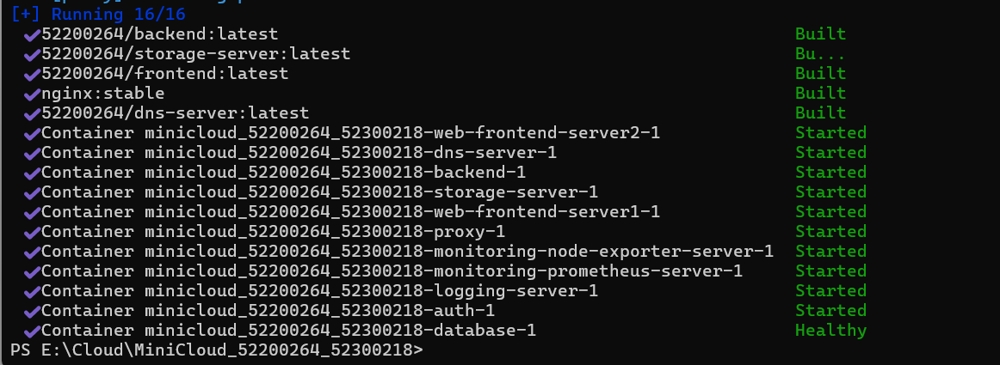 [+] Running 16/16
✔52200264/backend:latest Built
✔52200264/storage-server:latest Bu...
✔52200264/frontend:latest Built
✔nginx:stable Built
✔52200264/dns-server:latest Built
✔Container minicloud_52200264_52300218-web-frontend-server2-1 Started
✔Container minicloud_52200264_52300218-dns-server-1 Started
✔Container minicloud_52200264_52300218-backend-1 Started
✔Container minicloud_52200264_52300218-storage-server-1 Started
✔Container minicloud_52200264_52300218-web-frontend-server1-1 Started
✔Container minicloud_52200264_52300218-proxy-1 Started
✔Container minicloud_52200264_52300218-monitoring-node-exporter-server-1 Started
✔Container minicloud_52200264_52300218-monitoring-prometheus-server-1 Started
✔Container minicloud_52200264_52300218-logging-server-1 Started
✔Container minicloud_52200264_52300218-auth-1 Started
✔Container minicloud_52200264_52300218-database-1 Healthy
PS E:\Cloud\MiniCloud_52200264_52300218>